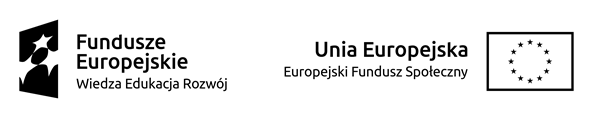 Fundusze
Europejskie
Wiedza Edukacja Rozwój
Unia Europejska
Europejski Fundusz Społeczny